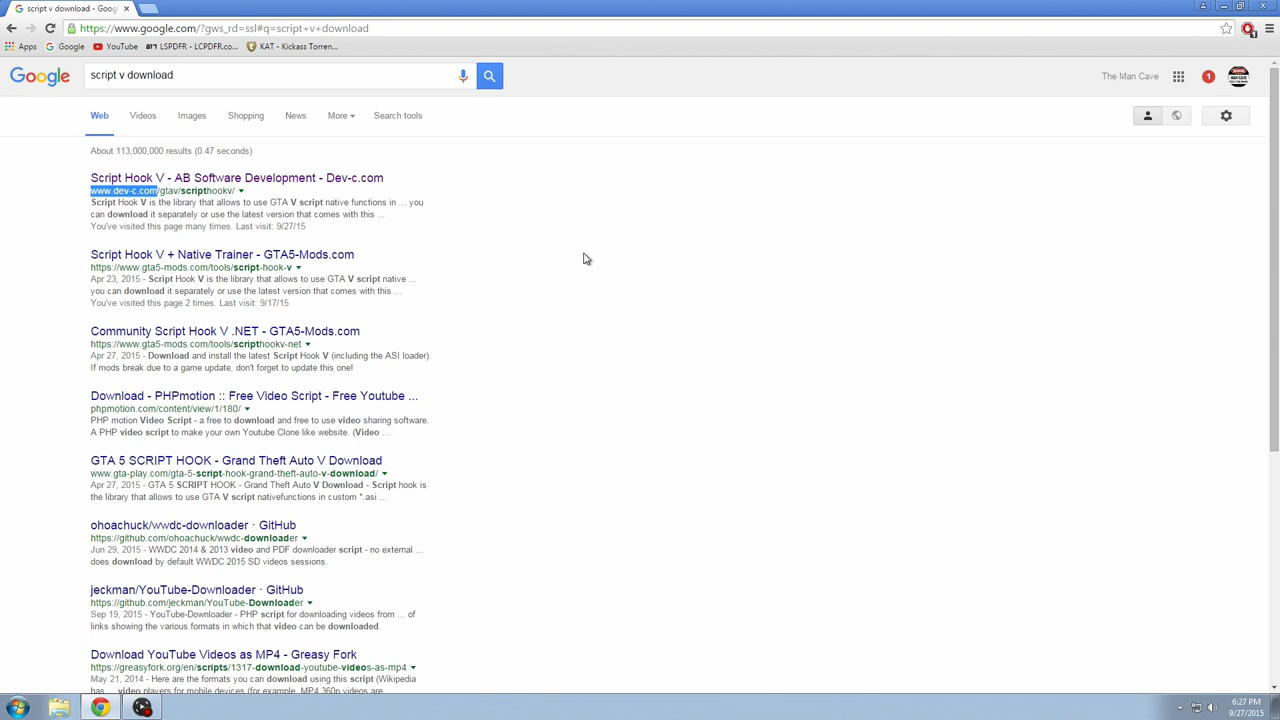 script v download - Google
https://www.google.com/?gws_rd=ssl#q=script+v+download
Apps Google YouTube LSPDFR - LCPDFR.co... KAT - Kickass Torren...
Google script v download The Man Cave 1
Web Videos Images Shopping News More Search tools
About 113,000,000 results (0.47 seconds)
Script Hook V - AB Software Development - Dev-c.com
www.dev-c.com/gtav/scripthookv/
Script Hook V is the library that allows to use GTA V script native functions in ... you
can download it separately or use the latest version that comes with this ...
You've visited this page many times. Last visit: 9/27/15
Script Hook V + Native Trainer - GTA5-Mods.com
https://www.gta5-mods.com/tools/script-hook-v
Apr 23, 2015 - Script Hook V is the library that allows to use GTA V script native ...
you can download it separately or use the latest version that comes with this ...
You've visited this page 2 times. Last visit: 9/17/15
Community Script Hook V .NET - GTA5-Mods.com
https://www.gta5-mods.com/tools/scripthookv-net
Apr 27, 2015 - Download and install the latest Script Hook V (including the ASI loader).
If mods break due to a game update, don't forget to update this one!
Download - PHPmotion :: Free Video Script - Free Youtube ...
phpmotion.com/content/view/1/180/
PHP motion Video Script - a free to download and free to use video sharing software.
A PHP video script to make your own Youtube Clone like website. (Video ...
GTA 5 SCRIPT HOOK - Grand Theft Auto V Download
www.gta-play.com/gta-5-script-hook-grand-theft-auto-v-download/
Apr 27, 2015 - GTA 5 SCRIPT HOOK - Grand Theft Auto V Download - Script hook is
the library that allows to use GTA V script nativefunctions in custom *.asi ...
ohoachuck/wwdc-downloader · GitHub
https://github.com/ohoachuck/wwdc-downloader
Jun 29, 2015 - WWDC 2014 & 2013 video and PDF downloader script - no external ...
does download by default WWDC 2015 SD videos sessions.
jeckman/YouTube-Downloader · GitHub
https://github.com/jeckman/YouTube-Downloader
Sep 19, 2015 - YouTube-Downloader - PHP script for downloading videos from ... of
links showing the various formats in which that video can be downloaded.
Download YouTube Videos as MP4 - Greasy Fork
https://greasyfork.org/en/scripts/1317-download-youtube-videos-as-mp4
May 21, 2014 - Here are the formats you can download using this script (Wikipedia
has ... video players for mobile devices (for example, MP4 360p videos are
6:27 PM
9/27/2015